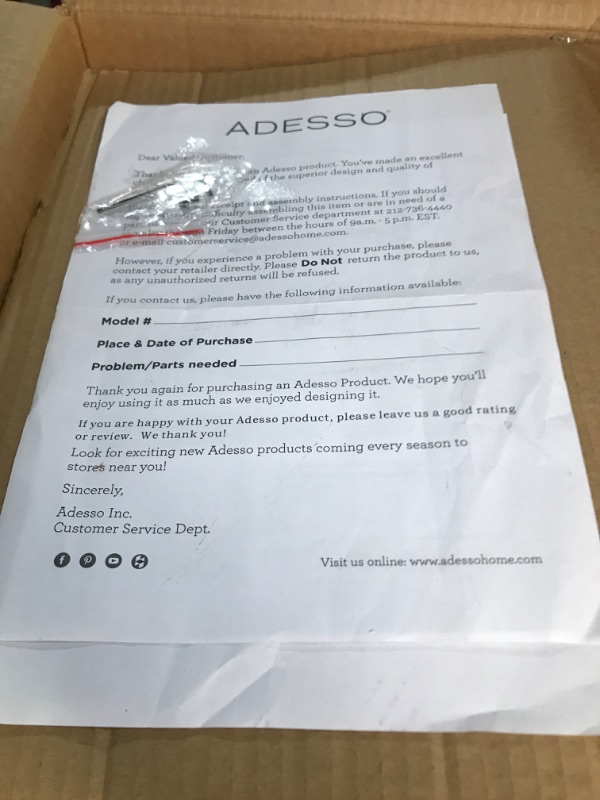 ADESSO
Dear Valued Customer:
an Adesso product. You've made an excellent
of the superior design and quality of
receipt and assembly instructions. If you should
difficulty assembling this item or are in need of a
our Customer Service department at 212-736-4440
Friday between the hours of 9a.m. - 5 p.m. EST.
or e-mail customerservice@adessohome.com.
However, if you experience a problem with your purchase, please
contact your retailer directly. Please Do Not return the product to us,
as any unauthorized returns will be refused.
If you contact us, please have the following information available:
Model #
Place & Date of Purchase
Problem/Parts needed
Thank you again for purchasing an Adesso Product. We hope you'll
enjoy using it as much as we enjoyed designing it.
If you are happy with your Adesso product, please leave us a good rating
or review. We thank you!
Look for exciting new Adesso products coming every season to
stores near you!
Sincerely,
Adesso Inc.
Customer Service Dept.
Visit us online: www.adessohome.com